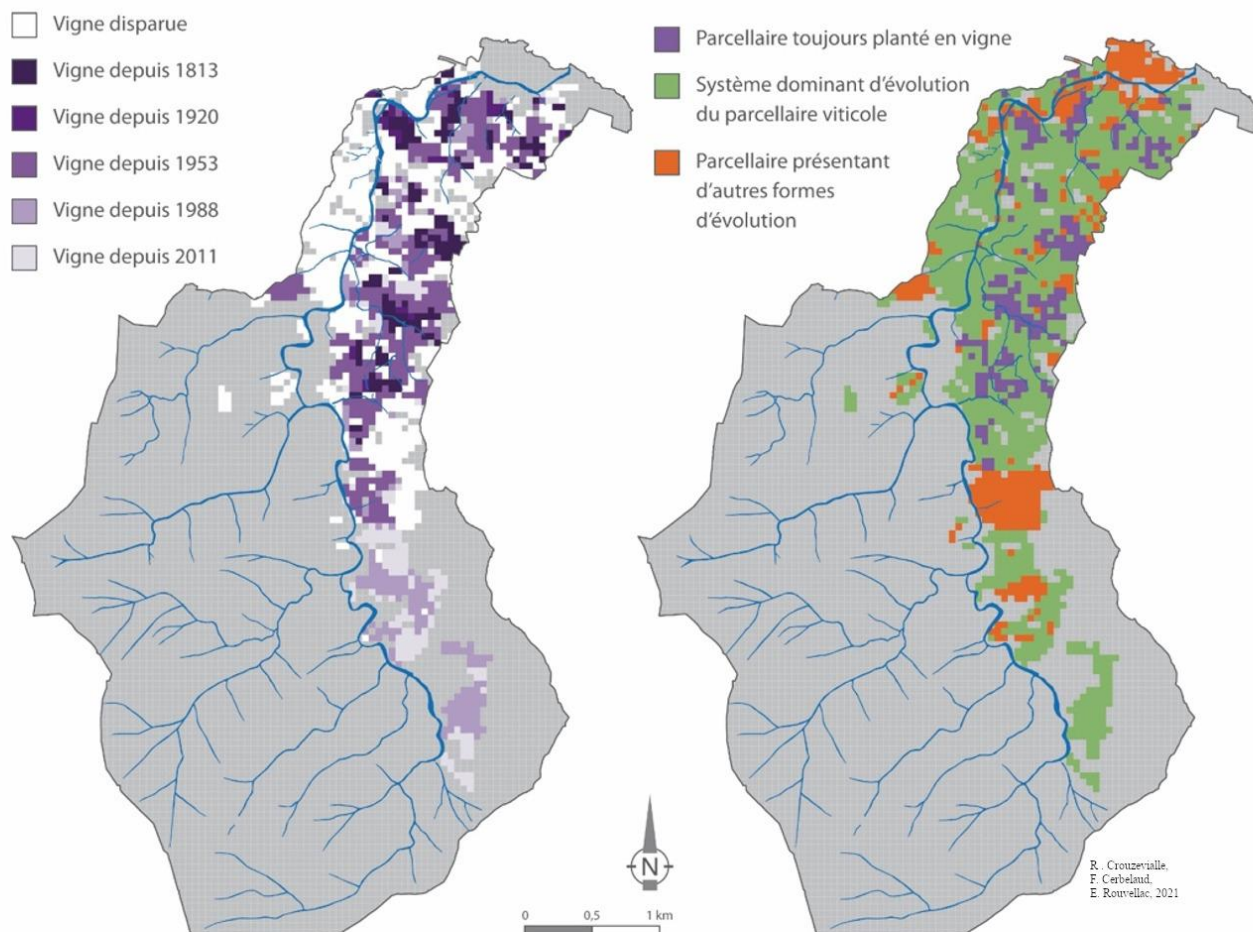 Vigne disparue
Vigne depuis 1813
Vigne depuis 1920
Vigne depuis 1953
Vigne depuis 1988
Vigne depuis 2011
Parcellaire toujours planté en vigne
Système dominant d'évolution
du parcellaire viticole
Parcellaire présentant
d'autres formes
d'évolution
N
0 0,5 1 km
R . Crouzevialle,
F. Cerbelaud,
E. Rouvellac, 2021